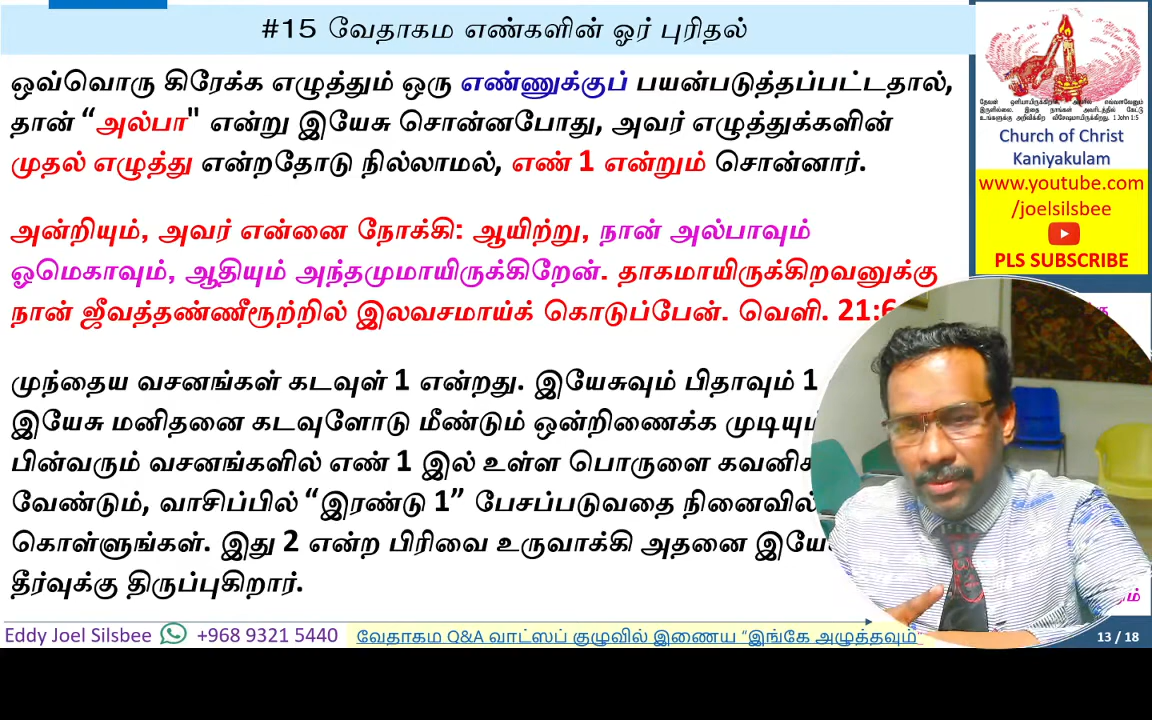 #15 வேதாகம எண்களின் ஓர் புரிதல்
ஒவ்வொரு கிரேக்க எழுத்தும் ஒரு எண்ணுக்குப் பயன்படுத்தப்பட்டதால்,
தான் “அல்பா" என்று இயேசு சொன்னபோது, அவர் எழுத்துக்களின்
முதல் எழுத்து என்றதோடு நில்லாமல், எண் 1 என்றும் சொன்னார்.
அன்றியும், அவர் என்னை நோக்கி: ஆயிற்று, நான் அல்பாவும்
ஓமெகாவும், ஆதியும் அந்தமுமாயிருக்கிறேன். தாகமாயிருக்கிறவனுக்கு
நான் ஜீவத்தண்ணீரூற்றில் இலவசமாய்க் கொடுப்பேன். வெளி. 21:6
முந்தைய வசனங்கள் கடவுள் 1 என்றது. இயேசுவும் பிதாவும் 1
இயேசு மனிதனை கடவுளோடு மீண்டும் ஒன்றிணைக்க
பின்வரும் வசனங்களில் எண் 1 இல் உள்ள பொருளை
வேண்டும், வாசிப்பில் “இரண்டு 1” பேசப்படுவதை நினைவில்
கொள்ளுங்கள். இது 2 என்ற பிரிவை உருவாக்கி அதனை
தீர்வுக்கு திருப்புகிறார்.
Eddy Joel Silsbee +968 9321 5440 வேதாகம Q&A வாட்ஸப் குழுவில் இணைய “இங்கே அழுத்தவும்”
1 John 1:5
Church of Christ
Kaniyakulam
www.youtube.com
/joelsilsbee
PLS SUBSCRIBE
13 / 18